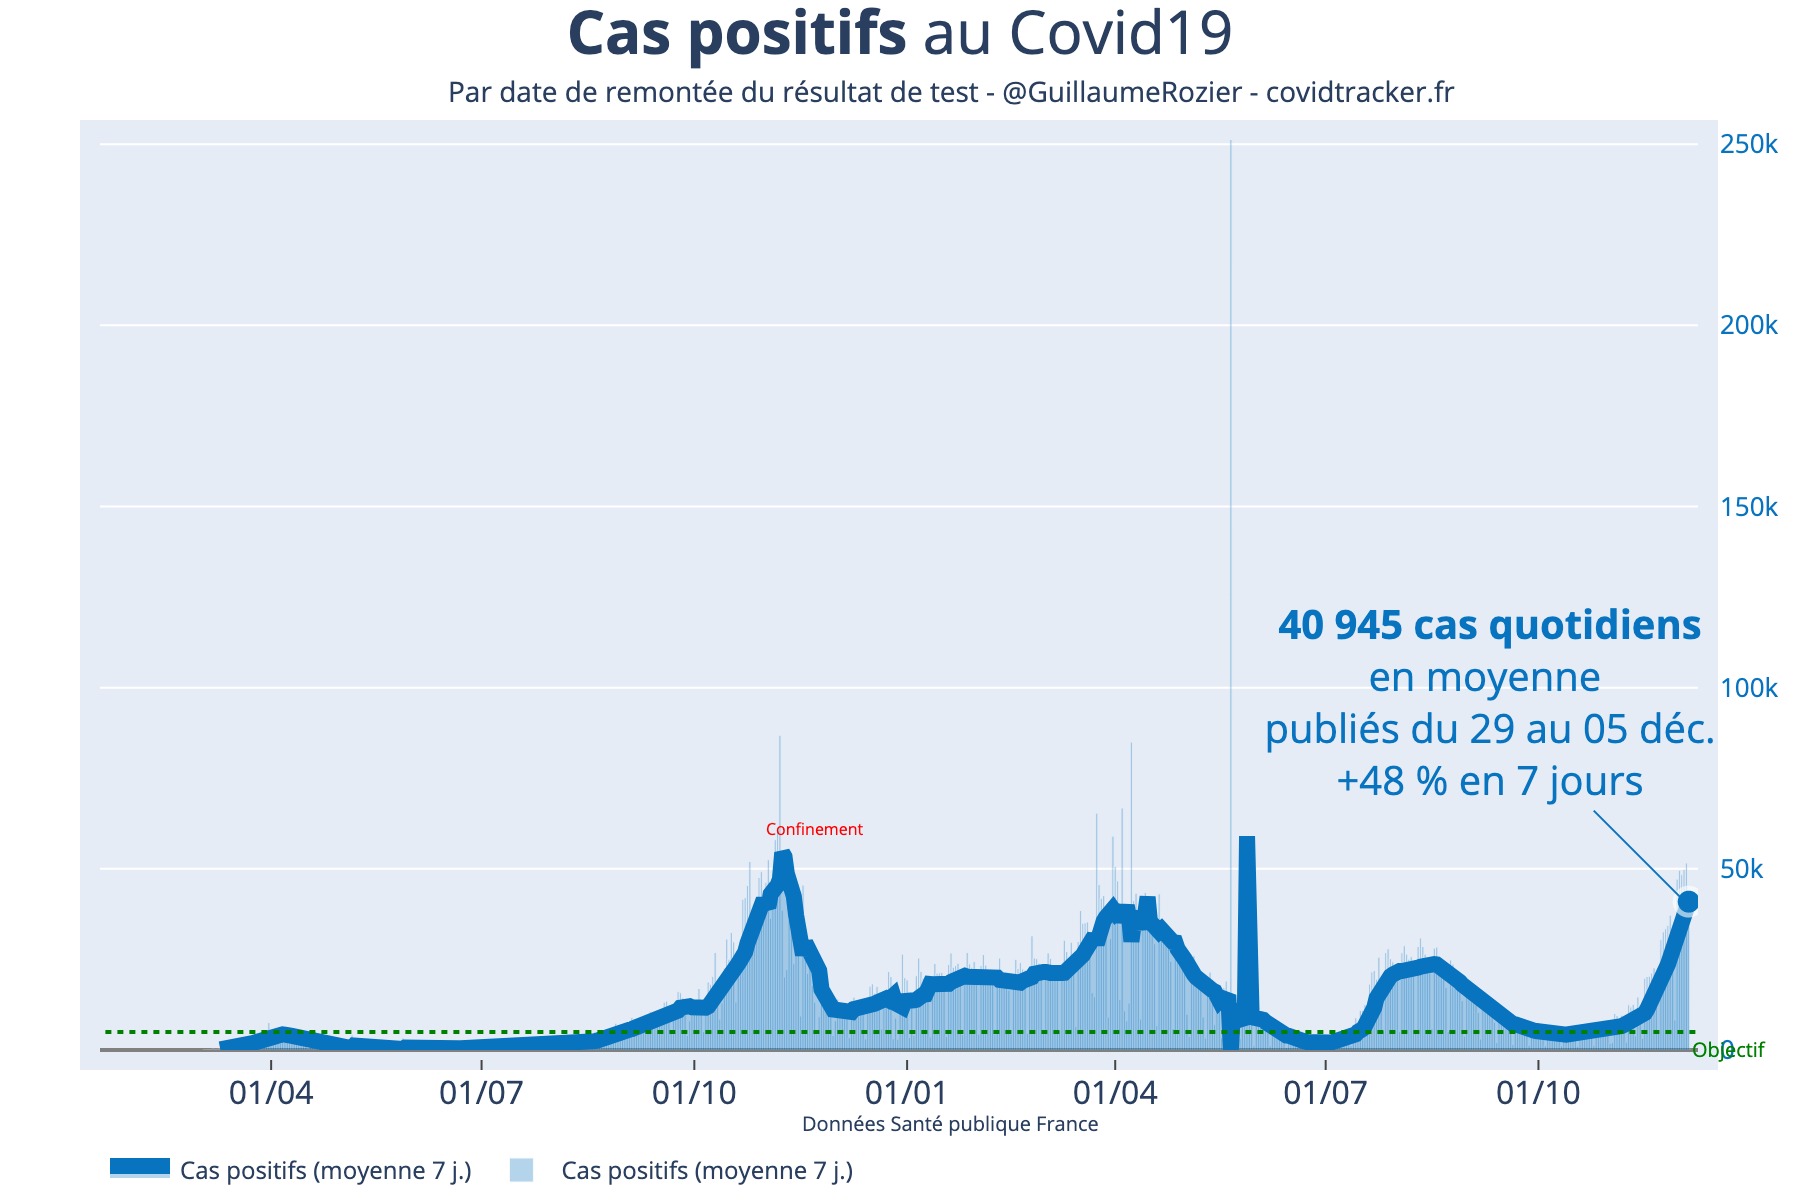 Cas positifs au Covid19
Par date de remontée du résultat de test - @GuillaumeRozier - covidtracker.fr
250k
200k
150k
100k
50k
0
40 945 cas quotidiens
en moyenne
publiés du 29 au 05 déc.
+48 % en 7 jours
Confinement
Objectif
01/04
01/07
01/10
01/01
01/04
01/07
01/10
Données Santé publique France
Cas positifs (moyenne 7 j.)
Cas positifs (moyenne 7 j.)